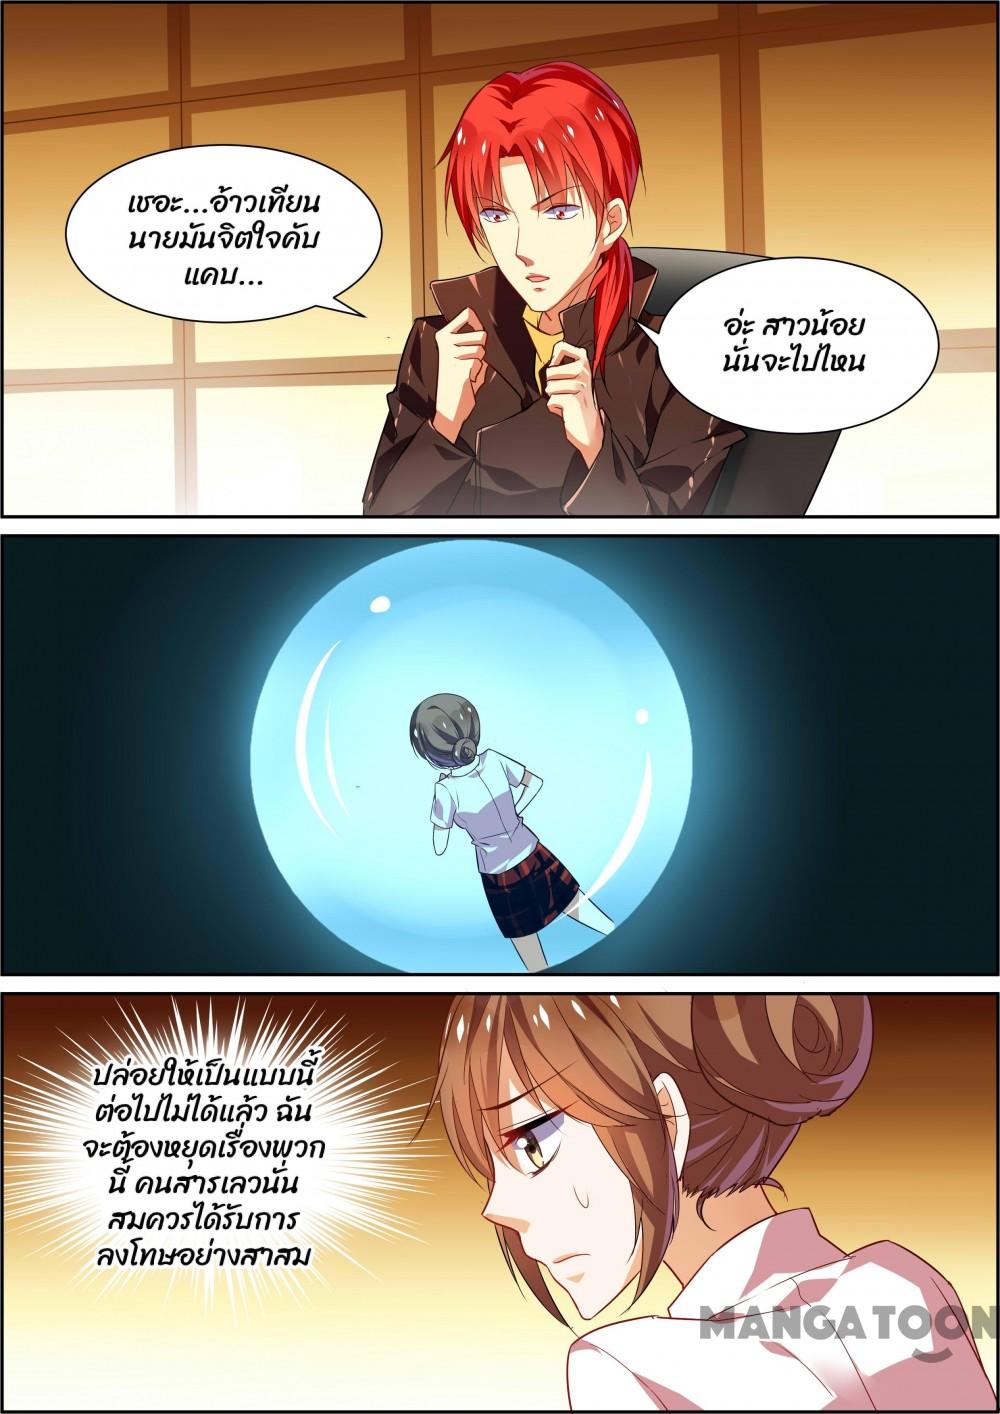 เชอะ...อ้าวเทียน
นายมันจิตใจคับ
แคบ...
อ่ะ สาวน้อย
นั่นจะไปไหน
ปล่อยให้เป็นแบบนี้
ต่อไปไม่ได้แล้ว ฉัน
จะต้องหยุดเรื่องพวก
นี้ คนสารเลวนั่น
สมควรได้รับการ
ลงโทษอย่างสาสม
MANGATOON